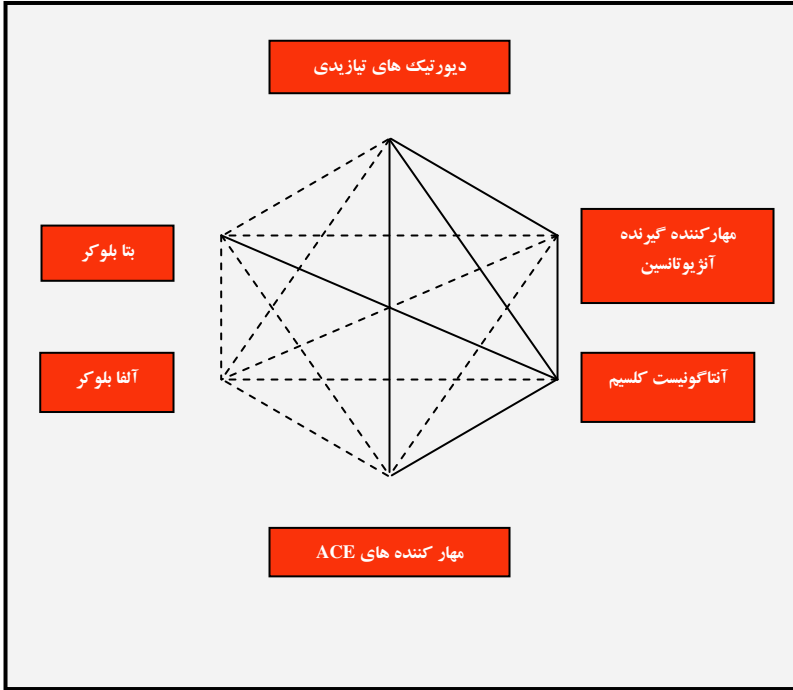 دیورتیک های تیازیدی
مهارکننده گیرنده
آنژیوتانسین
بتا بلوکر
آلفا بلوکر
آنتاگونیست کلسیم
مهار کننده های ACE